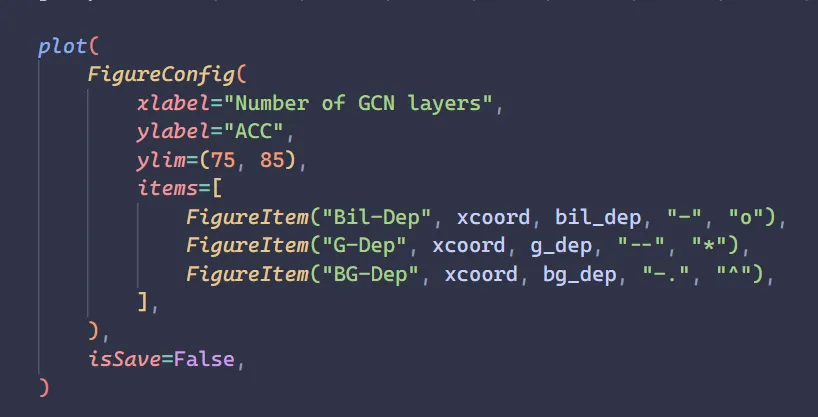 plot(
    FigureConfig(
        xlabel="Number of GCN layers",
        ylabel="ACC",
        ylim=(75, 85),
        items=[
            FigureItem("Bil-Dep", xcoord, bil_dep, "-", "o"),
            FigureItem("G-Dep", xcoord, g_dep, "--", "*"),
            FigureItem("BG-Dep", xcoord, bg_dep, "-.", "^"),
        ],
    ),
    isSave=False,
)